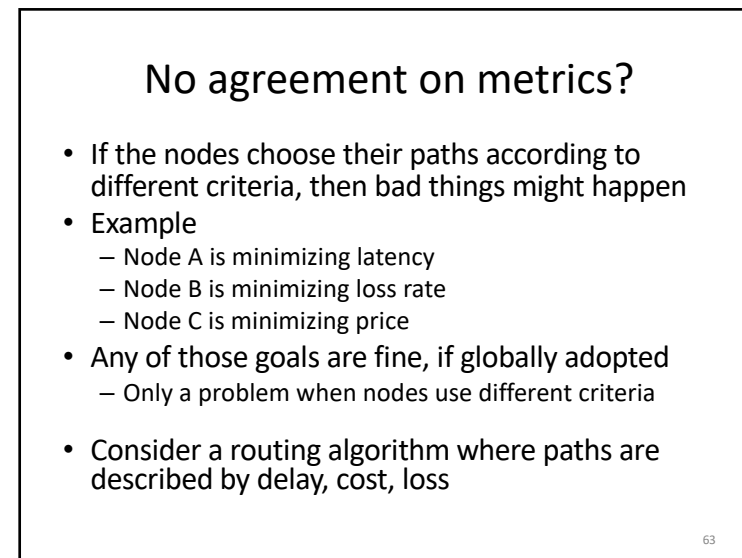 No agreement on metrics?
• If the nodes choose their paths according to
different criteria, then bad things might happen
• Example
– Node A is minimizing latency
– Node B is minimizing loss rate
– Node C is minimizing price
• Any of those goals are fine, if globally adopted
– Only a problem when nodes use different criteria
• Consider a routing algorithm where paths are
described by delay, cost, loss
63